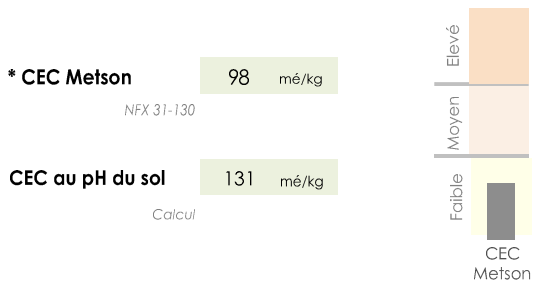 * CEC Metson 98 mé/kg
NFX 31-130
CEC au pH du sol 131 mé/kg
Calcul
Elevé
Moyen
Faible
CEC
Metson